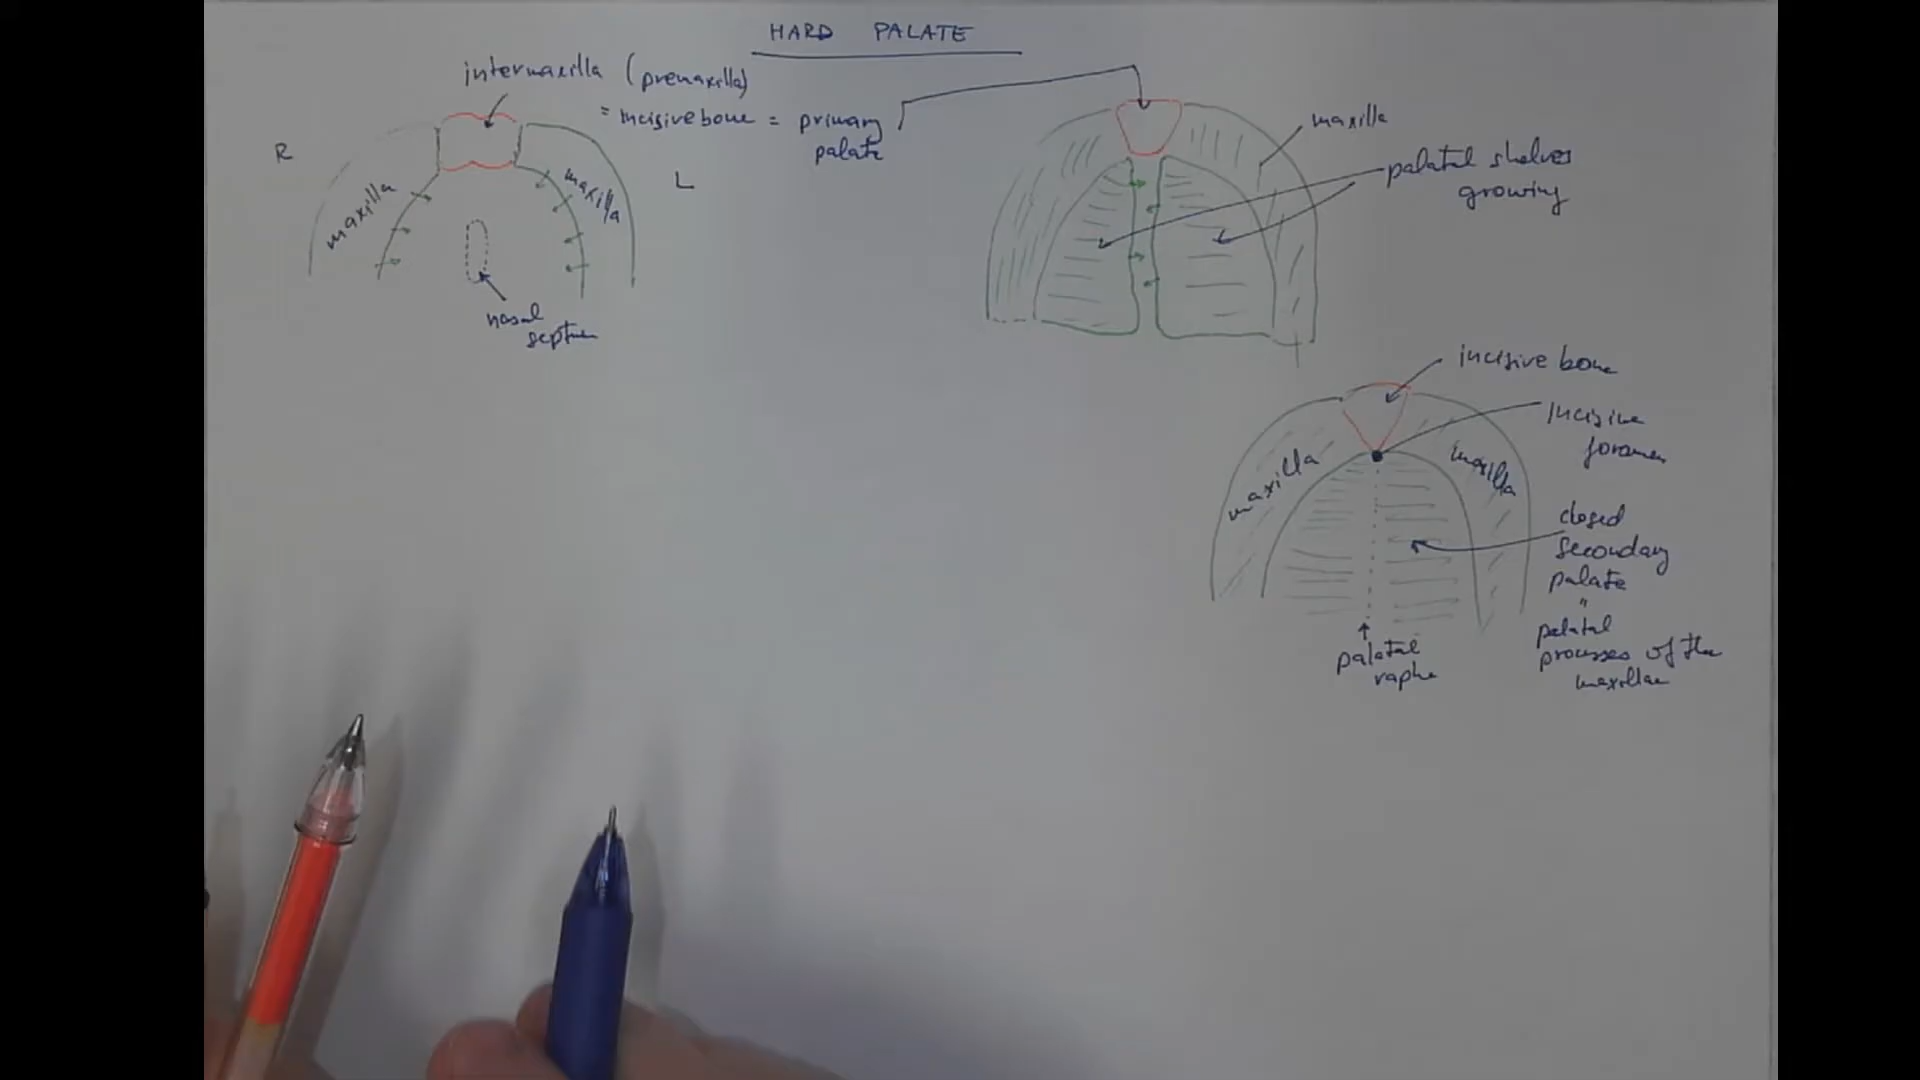 HARD PALATE
intermaxilla (premaxilla)
= incisive bone = primary
palate
R
L
maxilla
maxilla
nasal
septum
maxilla
palatal shelves
growing
incisive bone
incisive
foramen
maxilla
maxilla
closed
secondary
palate
"
palatal
processes of the
maxillae
palatal
raphe